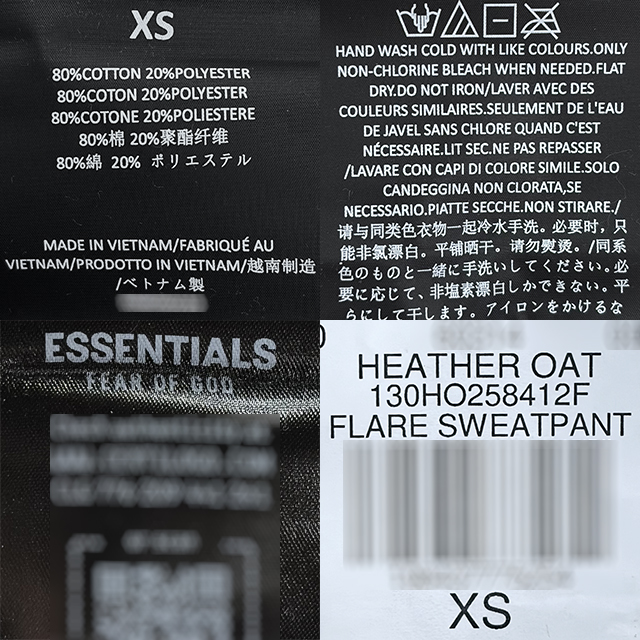 XS
80%COTTON 20%POLYESTER
80%COTON 20%POLYESTER
80%COTONE 20%POLIESTERE
80%棉 20%聚酯纤维
80%綿 20% ポリエステル
MADE IN VIETNAM/FABRIQUÉ AU
VIETNAM/PRODOTTO IN VIETNAM/越南制造
/ベトナム製
HAND WASH COLD WITH LIKE COLOURS.ONLY
NON-CHLORINE BLEACH WHEN NEEDED.FLAT
DRY.DO NOT IRON/LAVER AVEC DES
COULEURS SIMILAIRES.SEULEMENT DE L'EAU
DE JAVEL SANS CHLORE QUAND C'EST
NÉCESSAIRE.LIT SEC.NE PAS REPASSER
/LAVARE CON CAPI DI COLORE SIMILE.SOLO
CANDEGGINA NON CLORATA,SE
NECESSARIO.PIATTE SECCHE.NON STIRARE./
请与同类色衣物一起冷水手洗。必要时，只
能非氯漂白。平铺晒干。请勿熨烫。/同系
色のものと一緒に手洗いしてください。必
要に応じて、非塩素漂白しかできない。平
らにして干します。アイロンをかけるな
ESSENTIALS
FEAR OF GOD
HEATHER OAT
130HO258412F
FLARE SWEATPANT
XS